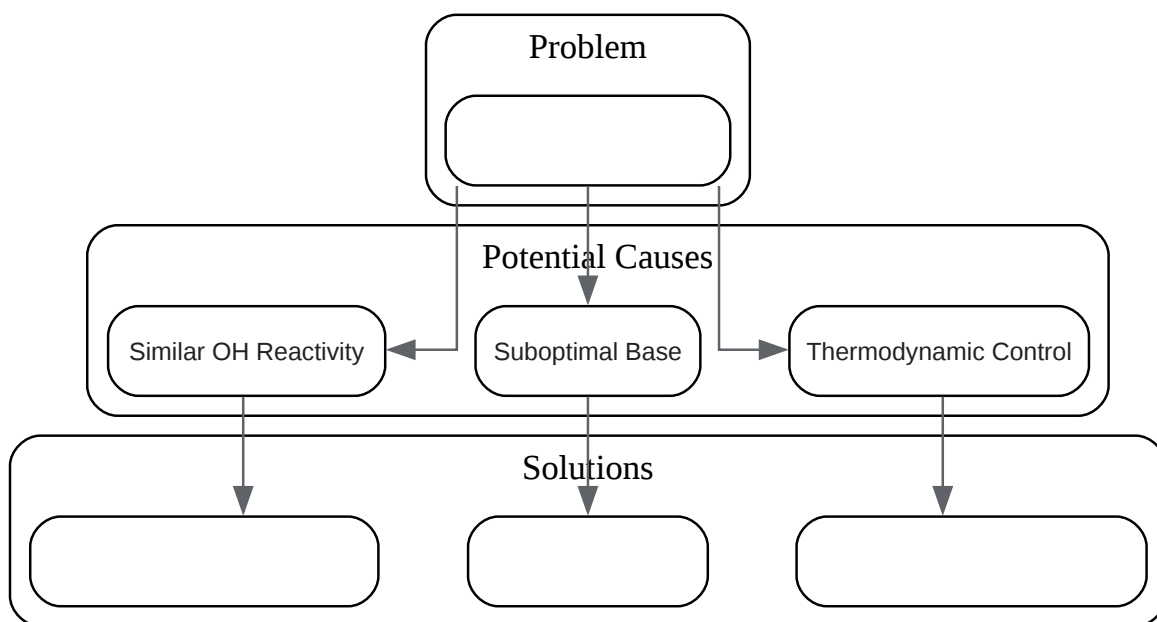 Problem
Potential Causes
Similar OH Reactivity
Suboptimal Base
Thermodynamic Control
Solutions